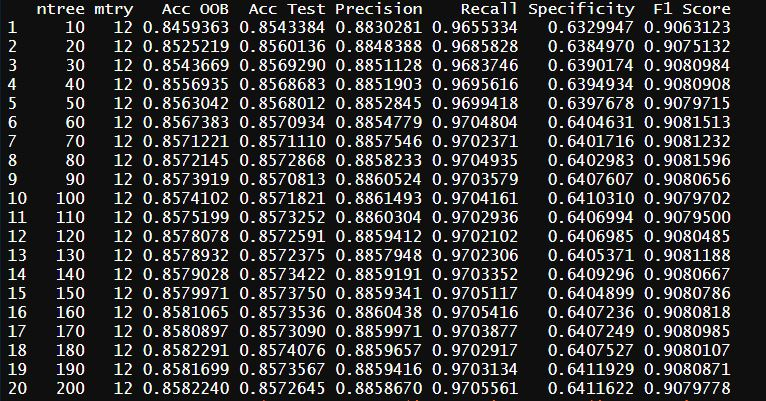 ntree mtry Acc OOB Acc Test Precision Recall Specificity F1 Score
1 10 12 0.8459363 0.8543384 0.8830281 0.9655334 0.6329947 0.9063123
2 20 12 0.8525219 0.8560136 0.8848388 0.9685828 0.6384970 0.9075132
3 30 12 0.8543669 0.8569290 0.8851128 0.9683746 0.6390174 0.9080984
4 40 12 0.8556935 0.8568683 0.8851903 0.9695616 0.6394934 0.9080908
5 50 12 0.8563042 0.8568012 0.8852845 0.9699418 0.6397678 0.9079715
6 60 12 0.8567383 0.8570934 0.8854779 0.9704804 0.6404631 0.9081513
7 70 12 0.8571221 0.8571110 0.8857546 0.9702371 0.6401716 0.9081232
8 80 12 0.8572145 0.8572868 0.8858233 0.9704935 0.6402983 0.9081596
9 90 12 0.8573919 0.8570813 0.8860524 0.9703579 0.6407607 0.9080656
10 100 12 0.8574102 0.8571821 0.8861493 0.9704161 0.6410310 0.9079702
11 110 12 0.8575199 0.8573252 0.8860304 0.9702936 0.6406994 0.9079500
12 120 12 0.8578078 0.8572591 0.8859412 0.9702102 0.6406985 0.9080485
13 130 12 0.8578932 0.8572375 0.8857948 0.9702306 0.6405371 0.9081188
14 140 12 0.8579028 0.8573422 0.8859191 0.9703352 0.6409296 0.9080667
15 150 12 0.8579971 0.8573750 0.8859341 0.9705117 0.6404899 0.9080786
16 160 12 0.8581065 0.8573536 0.8860438 0.9705416 0.6407236 0.9080818
17 170 12 0.8580897 0.8573090 0.8859971 0.9703877 0.6407249 0.9080985
18 180 12 0.8582291 0.8574076 0.8859657 0.9702917 0.6407527 0.9080107
19 190 12 0.8581699 0.8573567 0.8859416 0.9703134 0.6411929 0.9080871
20 200 12 0.8582240 0.8572645 0.8858670 0.9705561 0.6411622 0.9079778